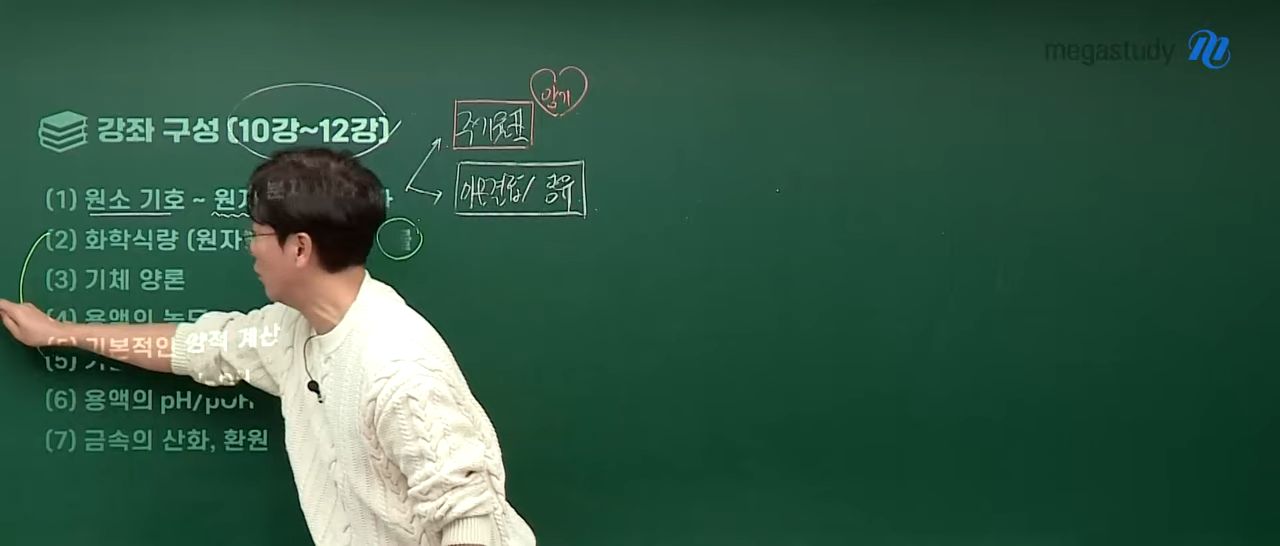 megastudy
암기
강좌 구성 (10강~12강)
주기율표
(1) 원소 기호 ~ 원자
이온결합 / 공유
(2) 화학식량 (원자 몰
(3) 기체 양론
(4) 용액의 농도
기본적인 양적 계산
(5)
(6) 용액의 pH/pOH
(7) 금속의 산화, 환원